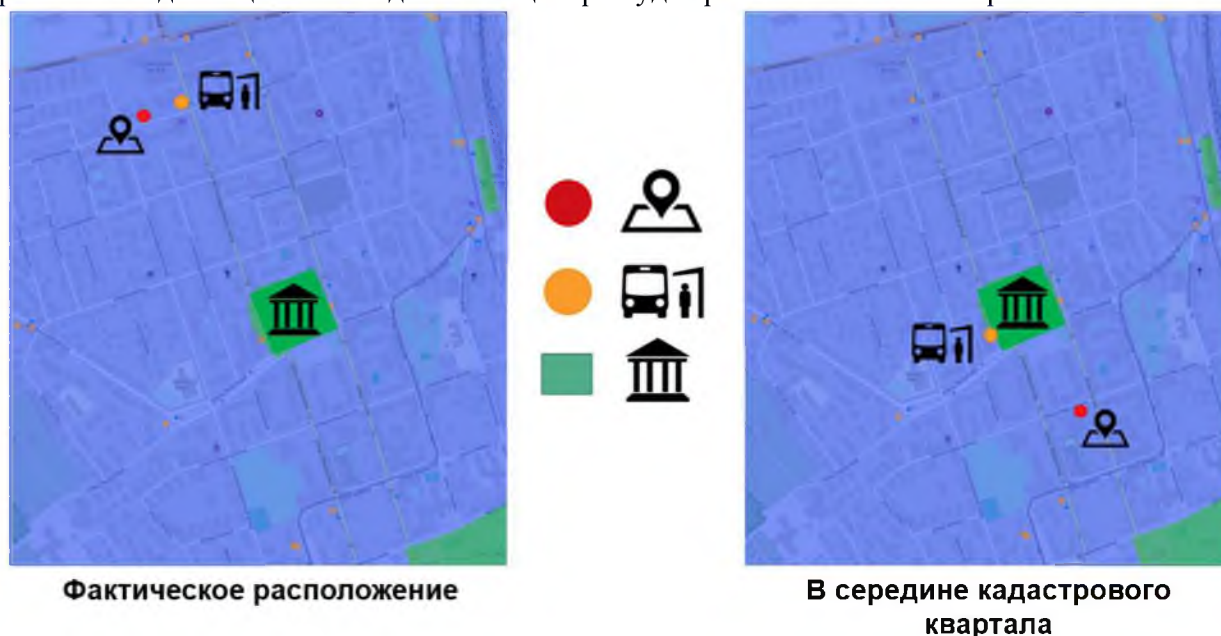 Фактическое расположение
В середине кадастрового
квартала